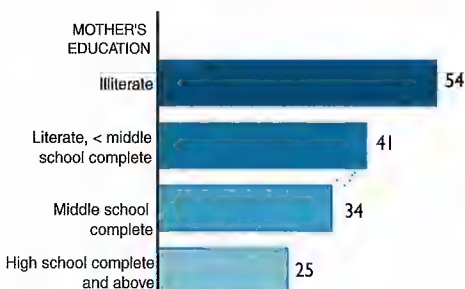 MOTHER'S
EDUCATION
Illiterate
54
Literate, < middle
school complete
41
Middle school
complete
34
High school complete
and above
25